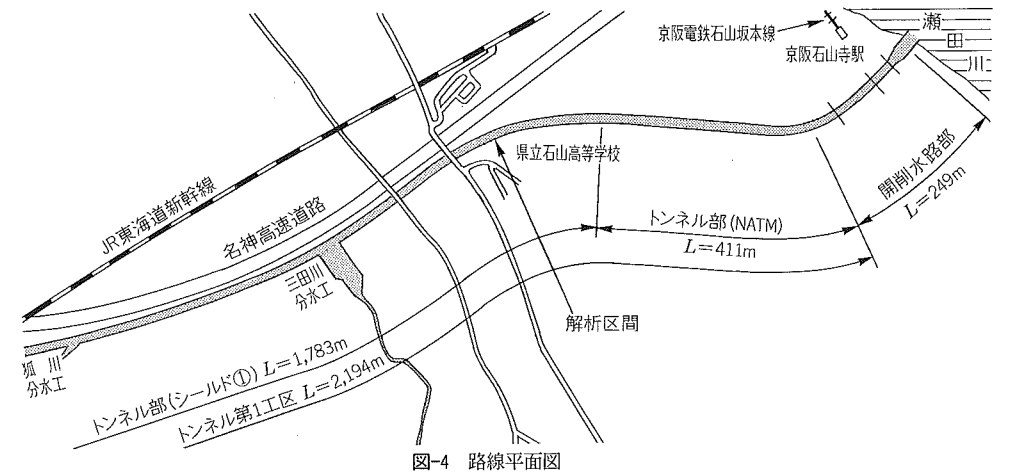 京阪電鉄石山坂本線
京阪石山寺駅
瀬
田
川
県立石山高等学校
開削水路部
L=249m
JR東海道新幹線
名神高速道路
トンネル部(NATM)
L=411m
三田川
分水工
解析区間
狐川
分水工
トンネル部(シールド①) L=1,783m
トンネル第1工区 L=2,194m
図-4 路線平面図